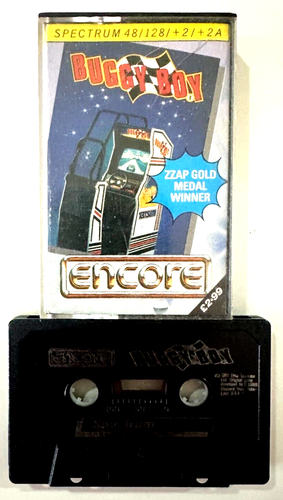 SPECTRUM 48/128/+2/+2A
BUGGY BOY
ZZAP GOLD
MEDAL
WINNER
ENCORE
£2·99
ENCORE BUGGY BOY